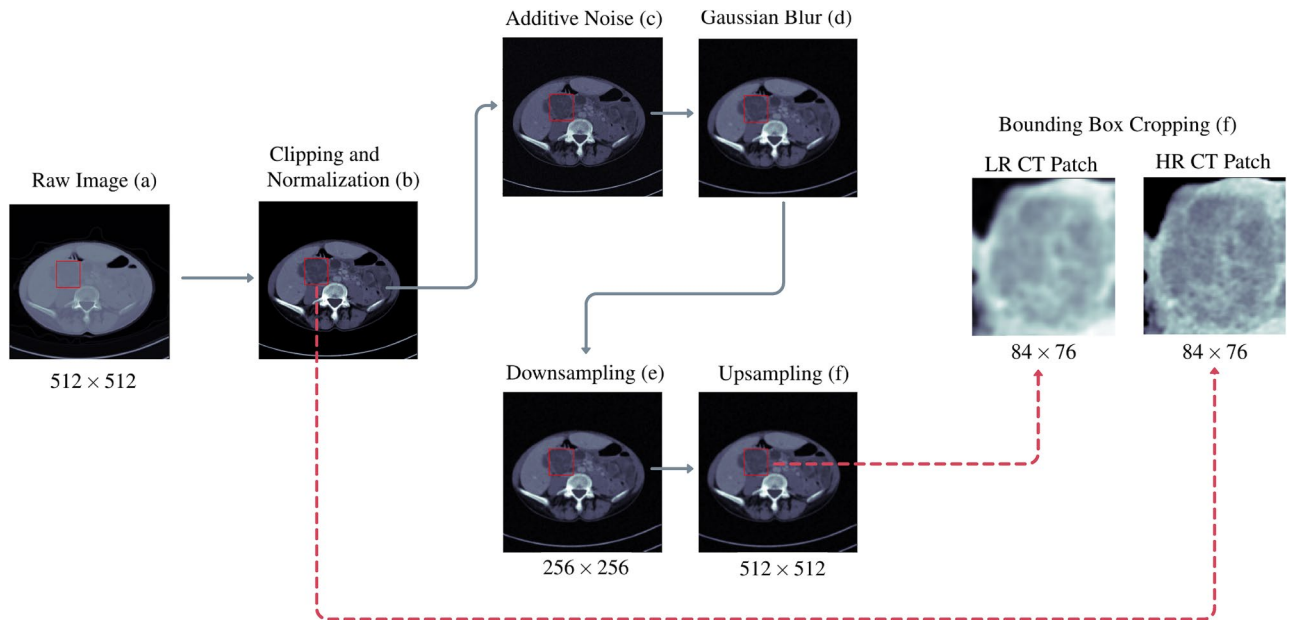 Raw Image (a)
512 × 512
Clipping and
Normalization (b)
Additive Noise (c)
Gaussian Blur (d)
Downsampling (e)
256 × 256
Upsampling (f)
512 × 512
Bounding Box Cropping (f)
LR CT Patch
84 × 76
HR CT Patch
84 × 76